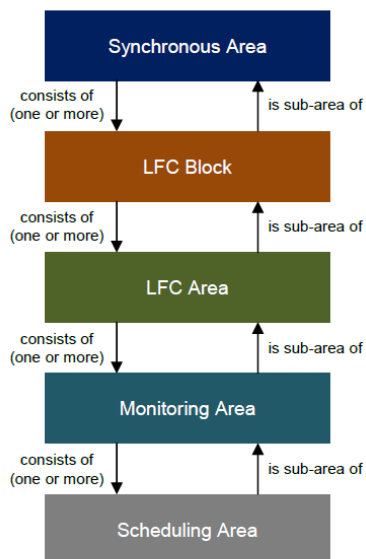 Synchronous Area
consists of
(one or more)
is sub-area of
LFC Block
consists of
(one or more)
is sub-area of
LFC Area
consists of
(one or more)
is sub-area of
Monitoring Area
consists of
(one or more)
is sub-area of
Scheduling Area